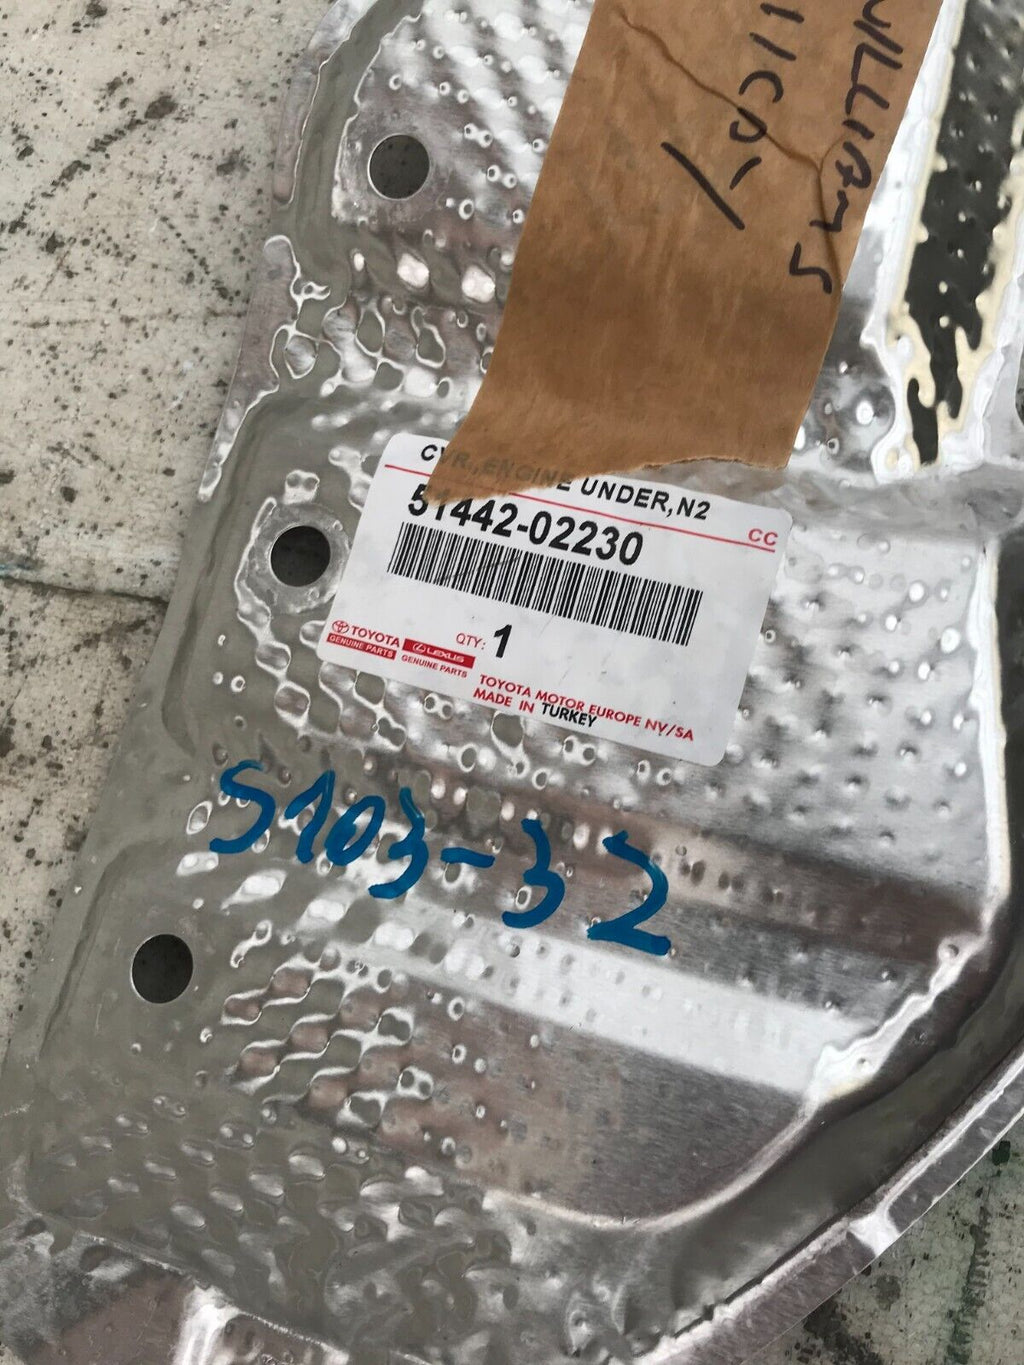 CVR.,ENGINE UNDER,N2
51442-02230
CC
TOYOTA
GENUINE PARTS
LEXUS
GENUINE PARTS
QTY: 1
TOYOTA MOTOR EUROPE NV/SA
MADE IN TURKEY
S103-32